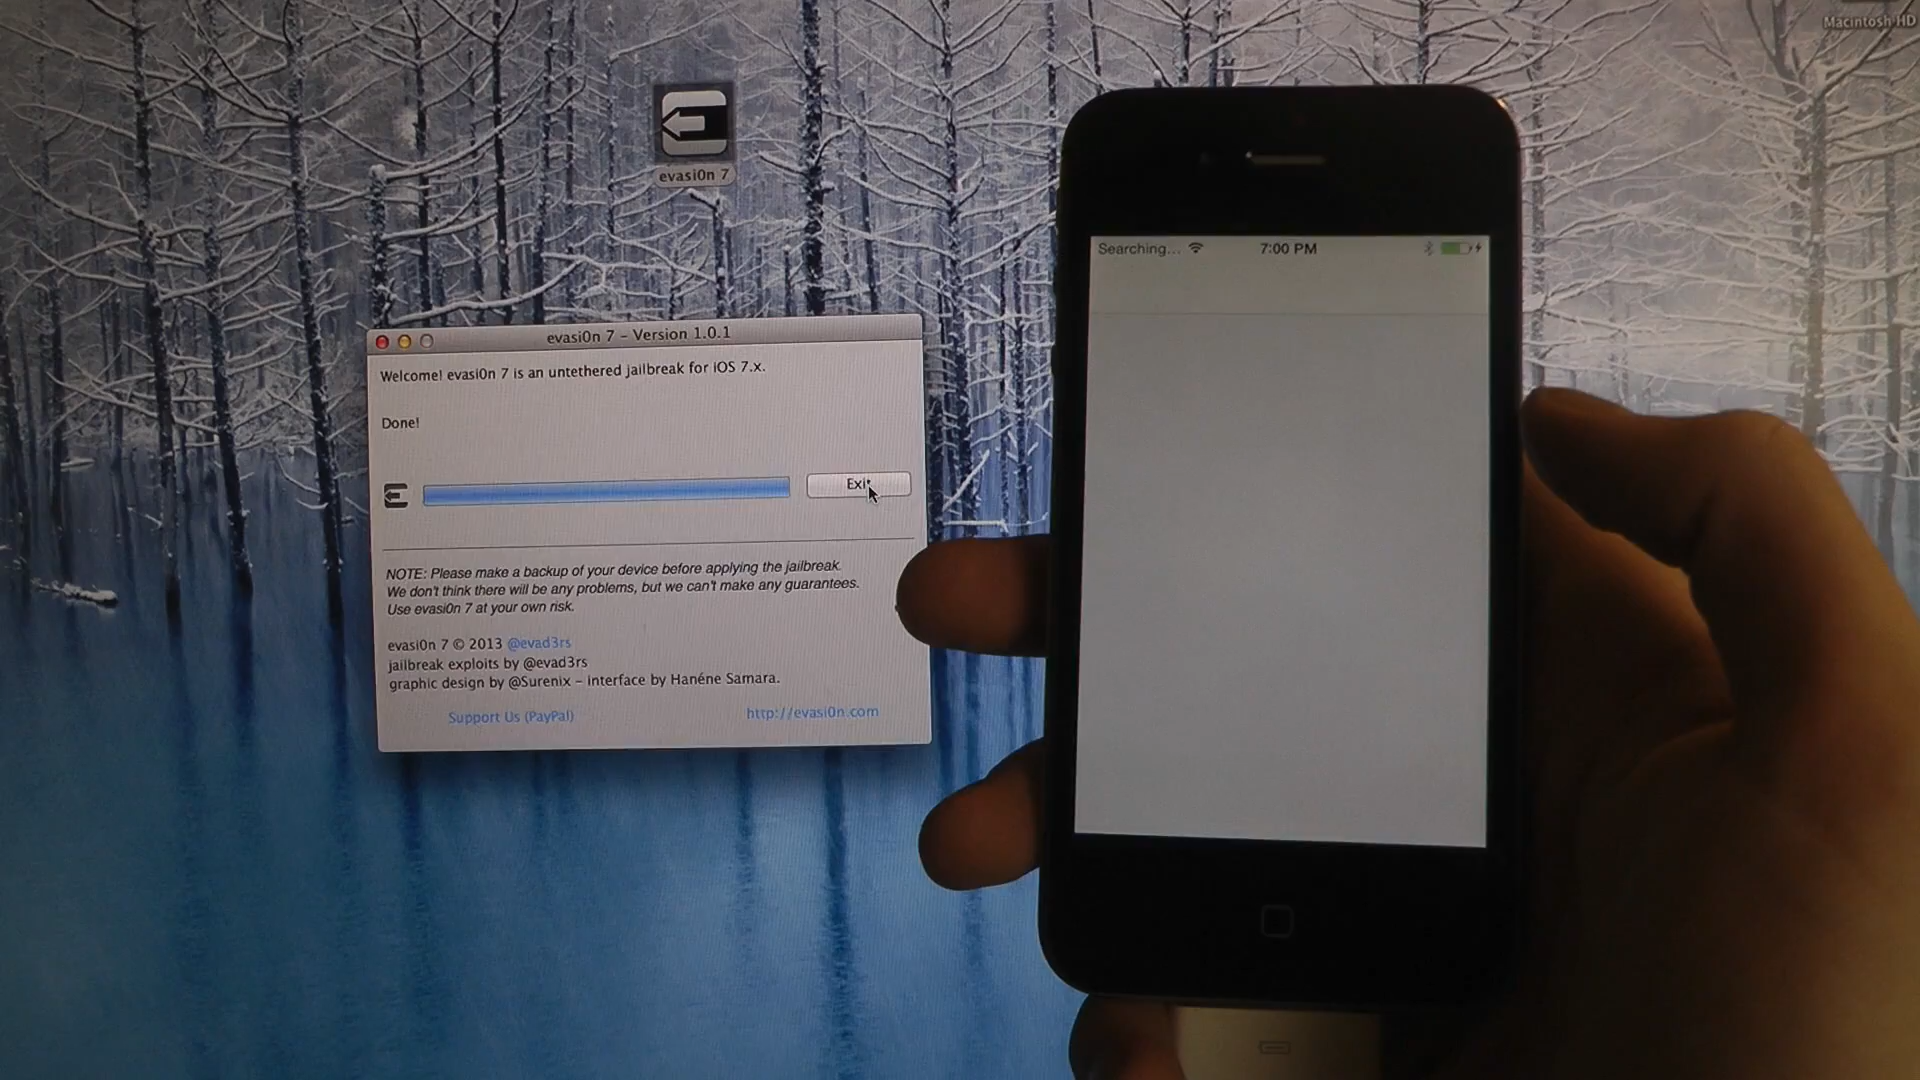 Macintosh HD
evasi0n 7
Searching...
7:00 PM
evasi0n 7 – Version 1.0.1
Welcome! evasi0n 7 is an untethered jailbreak for iOS 7.x.
Done!
Exit
NOTE: Please make a backup of your device before applying the jailbreak.
We don't think there will be any problems, but we can't make any guarantees.
Use evasi0n 7 at your own risk.
evasi0n 7 © 2013 @evad3rs
jailbreak exploits by @evad3rs
graphic design by @Surenix – interface by Hanéne Samara.
Support Us (PayPal)
http://evasi0n.com